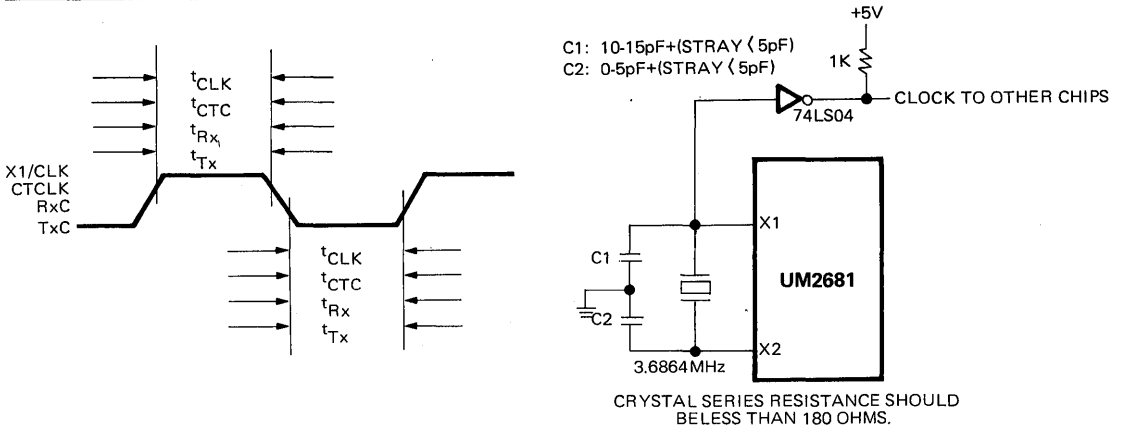 tCLK
tCTC
tRx
tTx
X1/CLK
CTCLK
RxC
TxC
tCLK
tCTC
tRx
tTx
+5V
C1: 10-15pF+(STRAY < 5pF)
C2: 0-5pF+(STRAY < 5pF)
1K
CLOCK TO OTHER CHIPS
74LS04
X1
C1
UM2681
C2
X2
3.6864MHz
CRYSTAL SERIES RESISTANCE SHOULD
BELESS THAN 180 OHMS.